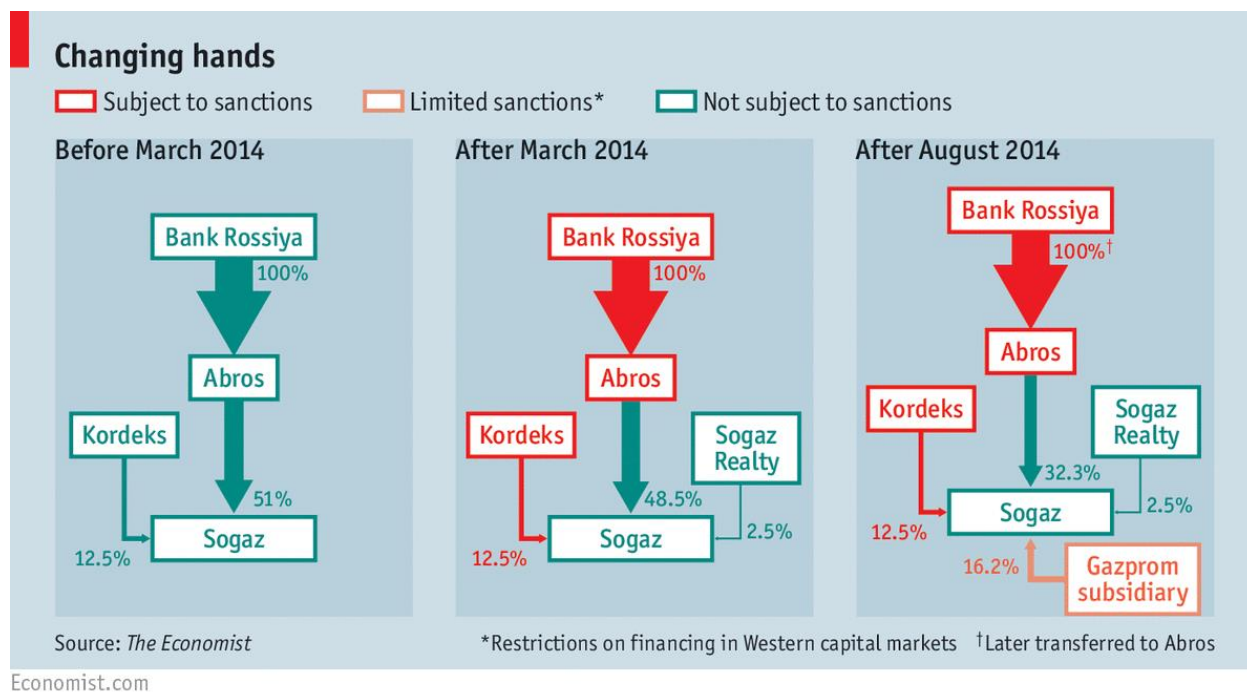 Changing hands
Subject to sanctions
Limited sanctions*
Not subject to sanctions
Before March 2014
Bank Rossiya
100%
Abros
Kordeks
51%
Sogaz
12.5%
After March 2014
Bank Rossiya
100%
Abros
Kordeks
Sogaz
Realty
48.5%
Sogaz
2.5%
12.5%
After August 2014
Bank Rossiya
100%†
Abros
Kordeks
Sogaz
Realty
32.3%
Sogaz
2.5%
12.5%
16.2%
Gazprom
subsidiary
Source: The Economist
*Restrictions on financing in Western capital markets †Later transferred to Abros
Economist.com